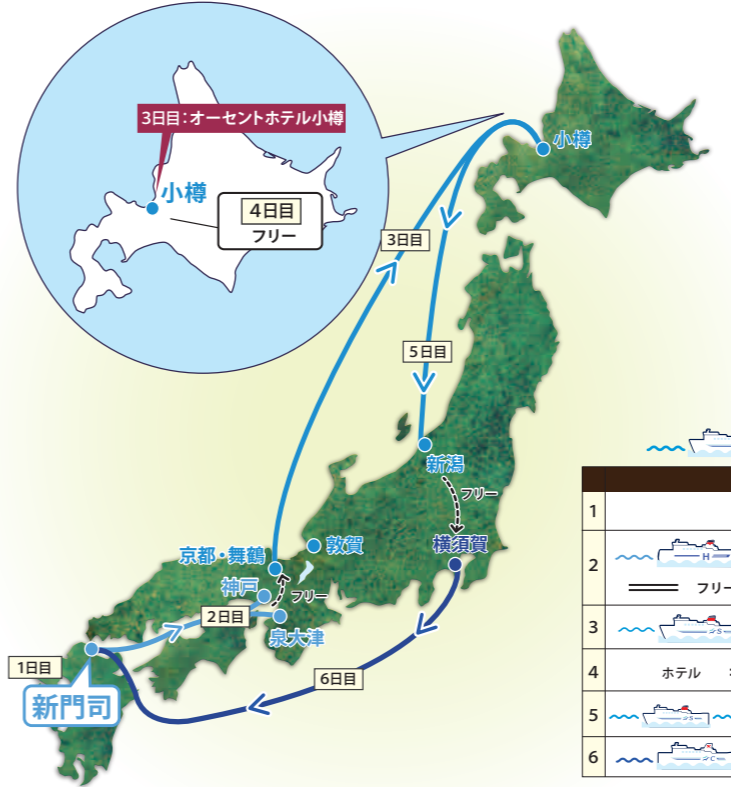 3日目：オーセントホテル小樽
小樽
4日目
フリー
小樽
3日目
5日目
新潟
フリー
敦賀
横須賀
京都・舞鶴
神戸
フリー
2日目
泉大津
1日目
新門司
6日目
1
2
H
フリー
3
S
4
ホテル
5
S
6
C